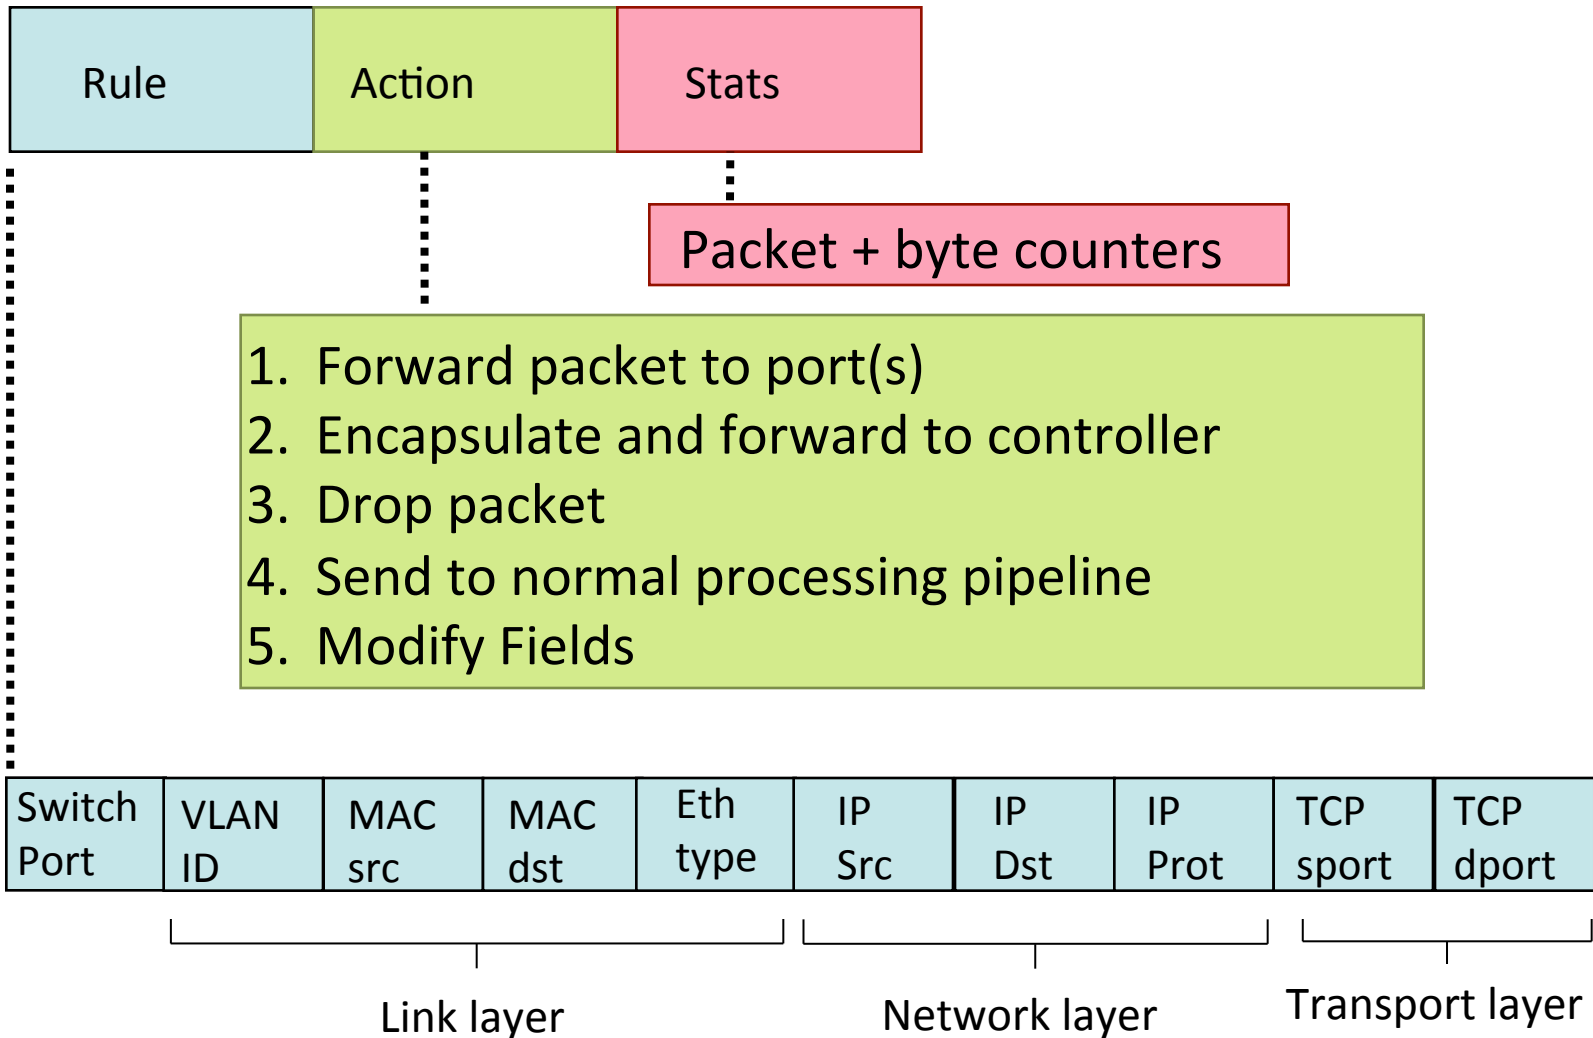 Rule
Action
Stats
Packet + byte counters
1. Forward packet to port(s)
2. Encapsulate and forward to controller
3. Drop packet
4. Send to normal processing pipeline
5. Modify Fields
Switch
Port
VLAN
ID
MAC
src
MAC
dst
Eth
type
IP
Src
IP
Dst
IP
Prot
TCP
sport
TCP
dport
Link layer
Network layer
Transport layer